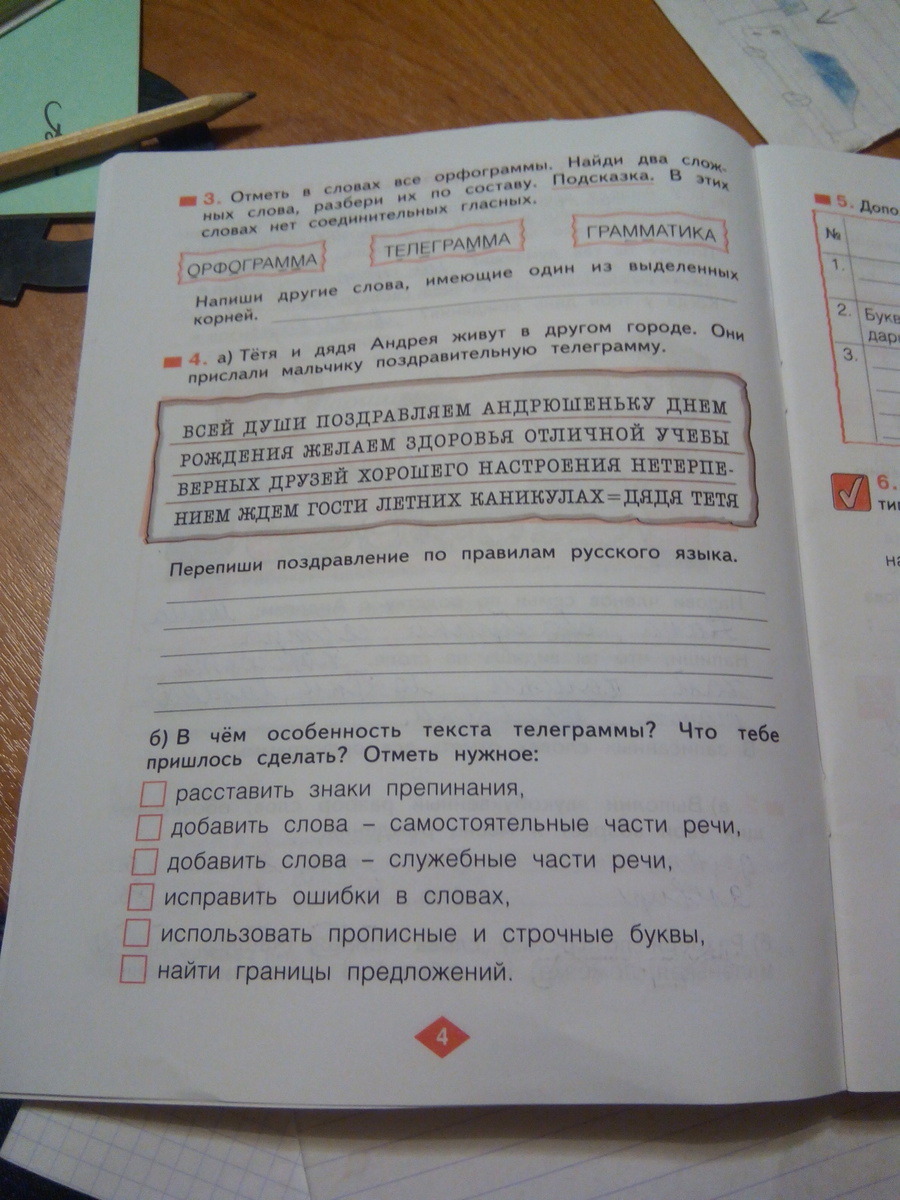 3. Отметь в словах все орфограммы. Найди два слож-
ных слова, разбери их по составу. Подсказка. В этих
словах нет соединительных гласных.
ОРФОГРАММА ТЕЛЕГРАММА ГРАММАТИКА
Напиши другие слова, имеющие один из выделенных
корней.
4. а) Тётя и дядя Андрея живут в другом городе. Они
прислали мальчику поздравительную телеграмму.
ВСЕЙ ДУШИ ПОЗДРАВЛЯЕМ АНДРЮШЕНЬКУ ДНЕМ
РОЖДЕНИЯ ЖЕЛАЕМ ЗДОРОВЬЯ ОТЛИЧНОЙ УЧЕБЫ
ВЕРНЫХ ДРУЗЕЙ ХОРОШЕГО НАСТРОЕНИЯ НЕТЕРПЕ-
НИЕМ ЖДЕМ ГОСТИ ЛЕТНИХ КАНИКУЛАХ=ДЯДЯ ТЕТЯ
Перепиши поздравление по правилам русского языка.
б) В чём особенность текста телеграммы? Что тебе
пришлось сделать? Отметь нужное:
расставить знаки препинания,
добавить слова – самостоятельные части речи,
добавить слова – служебные части речи,
исправить ошибки в словах,
использовать прописные и строчные буквы,
найти границы предложений.
4
5. Допо
№
1.
2. Букв
дар
3.
6.
ти
на